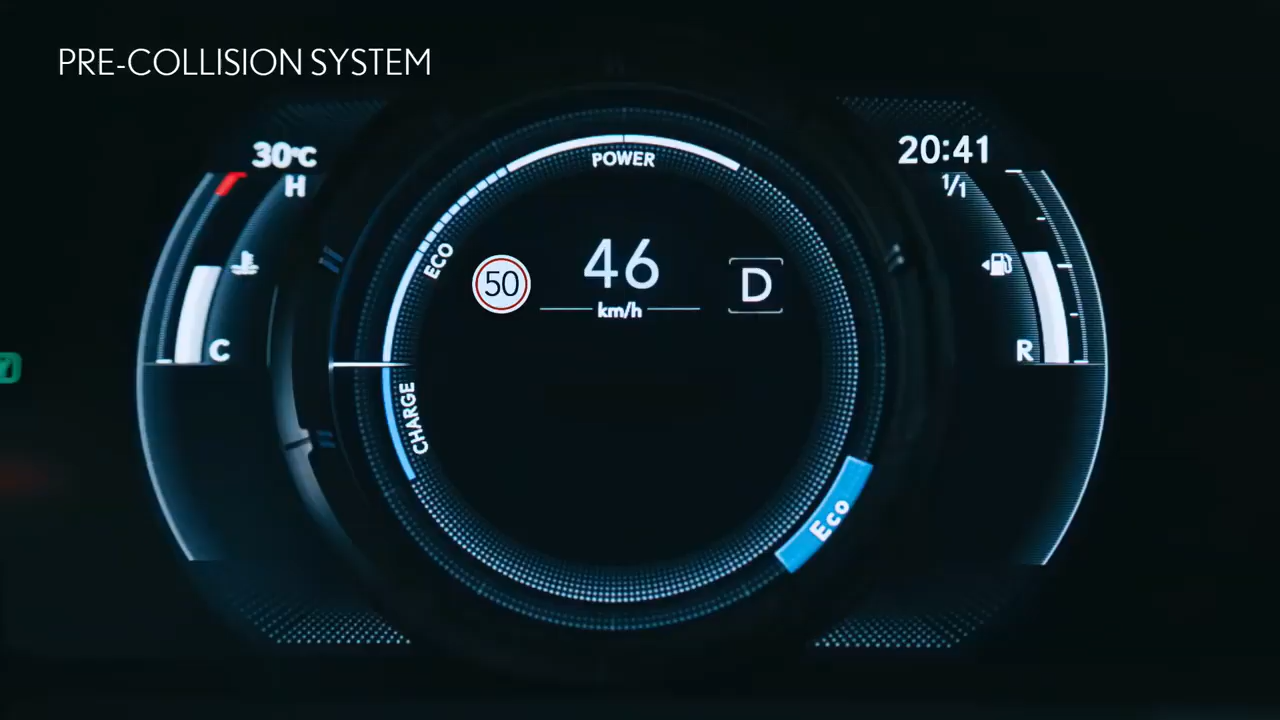 PRE-COLLISION SYSTEM
30°C
20:41
H
POWER
1/1
ECO
50
46
D
km/h
C
R
CHARGE
Eco